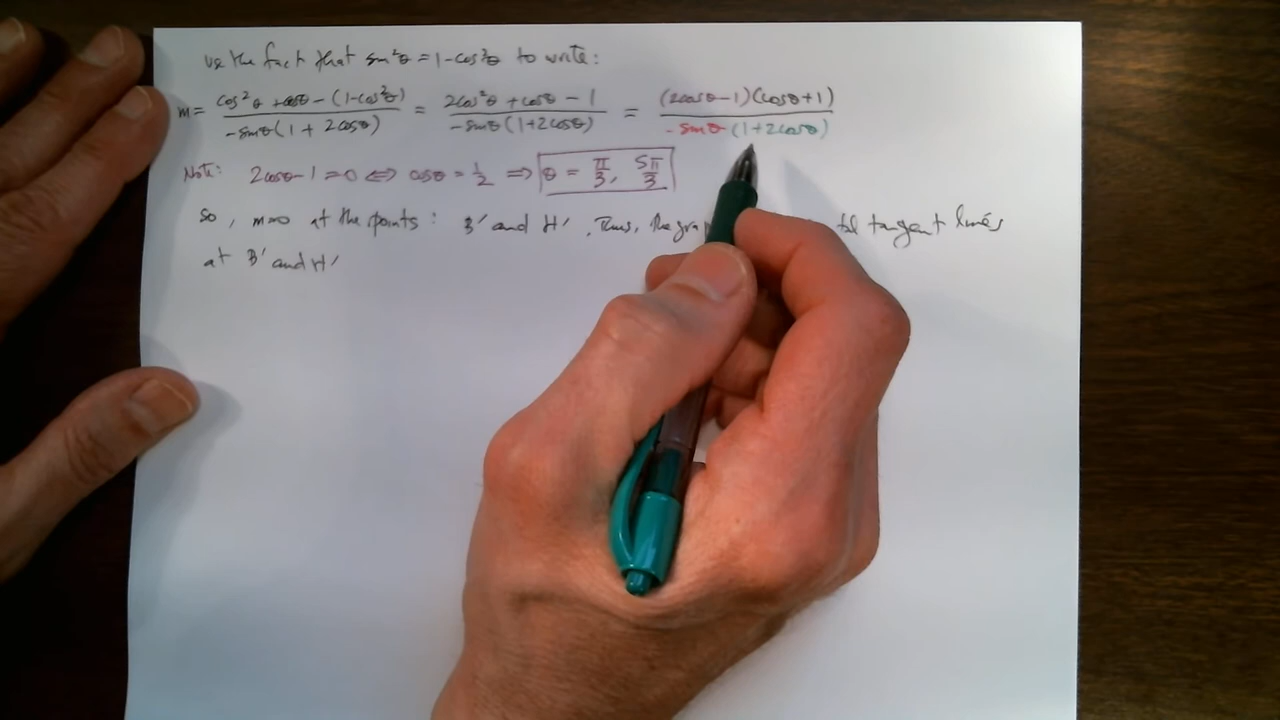 use the fact that sin²θ = 1-cos²θ to write:
m = (cos²θ + cosθ - (1-cos²θ))/(-sinθ(1 + 2cosθ)) = (2cos²θ + cosθ - 1)/(-sinθ(1+2cosθ)) = ((2cosθ-1)(cosθ+1))/(-sinθ(1+2cosθ))
Note: 2cosθ-1=0 ⟺ cosθ = 1/2 ⟹ θ = π/3, 5π/3
So, m=0 at the points: B' and H'. Thus, the tangent lines
at B' and H'